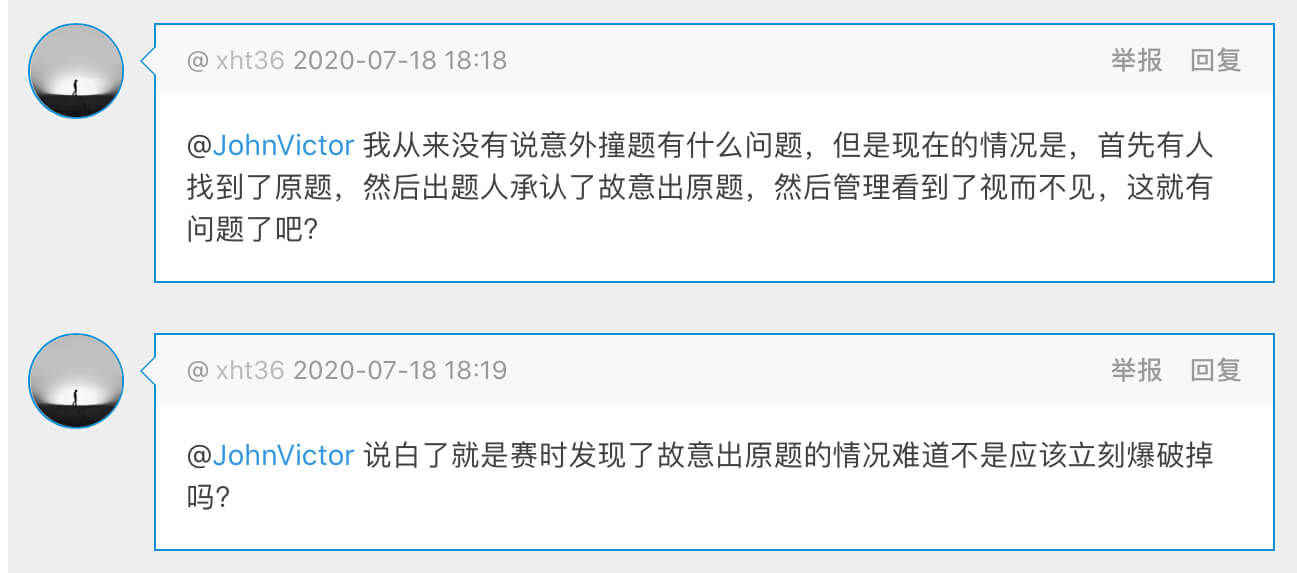 @ xht36 2020-07-18 18:18 举报 回复
@JohnVictor 我从来没有说意外撞题有什么问题，但是现在的情况是，首先有人
找到了原题，然后出题人承认了故意出原题，然后管理看到了视而不见，这就有
问题了吧？
@ xht36 2020-07-18 18:19 举报 回复
@JohnVictor 说白了就是赛时发现了故意出原题的情况难道不是应该立刻爆破掉
吗？